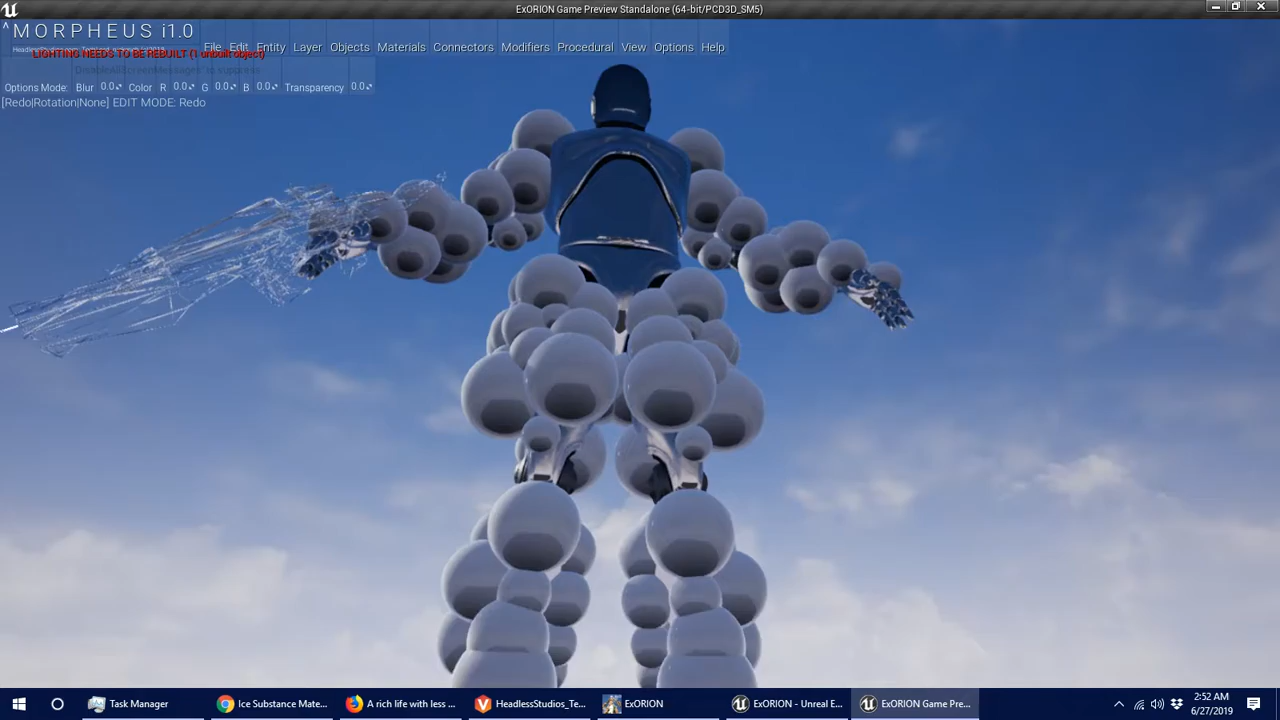 ExORION Game Preview Standalone (64-bit/PCD3D_SM5)
^MORPHEUS i1.0
File Edit Entity Layer Objects Materials Connectors Modifiers Procedural View Options Help
LIGHTING NEEDS TO BE REBUILT (1 unbuilt object)
'DisableAllScreenMessages' to suppress
Options Mode: Blur 0.0 Color R 0.0 G 0.0 B 0.0 Transparency 0.0
[Redo|Rotation|None] EDIT MODE: Redo
Task Manager
Ice Substance Mate...
A rich life with less ...
HeadlessStudios_Te...
ExORION
ExORION - Unreal E...
ExORION Game Pre...
2:52 AM
6/27/2019